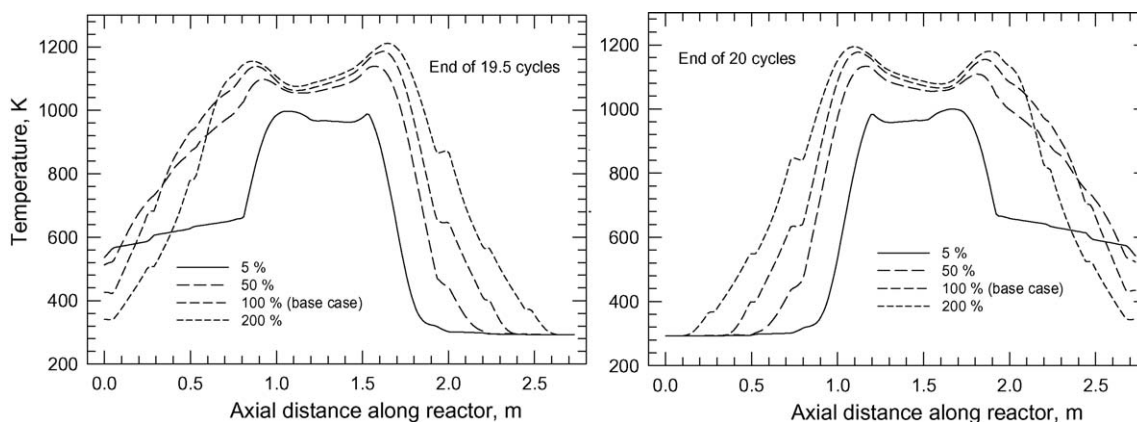 1200
1000
800
600
400
200
Temperature, K
End of 19.5 cycles
5 %
50 %
100 % (base case)
200 %
0.0 0.5 1.0 1.5 2.0 2.5
Axial distance along reactor, m
1200
1000
800
600
400
200
End of 20 cycles
5 %
50 %
100 % (base case)
200 %
0.0 0.5 1.0 1.5 2.0 2.5
Axial distance along reactor, m